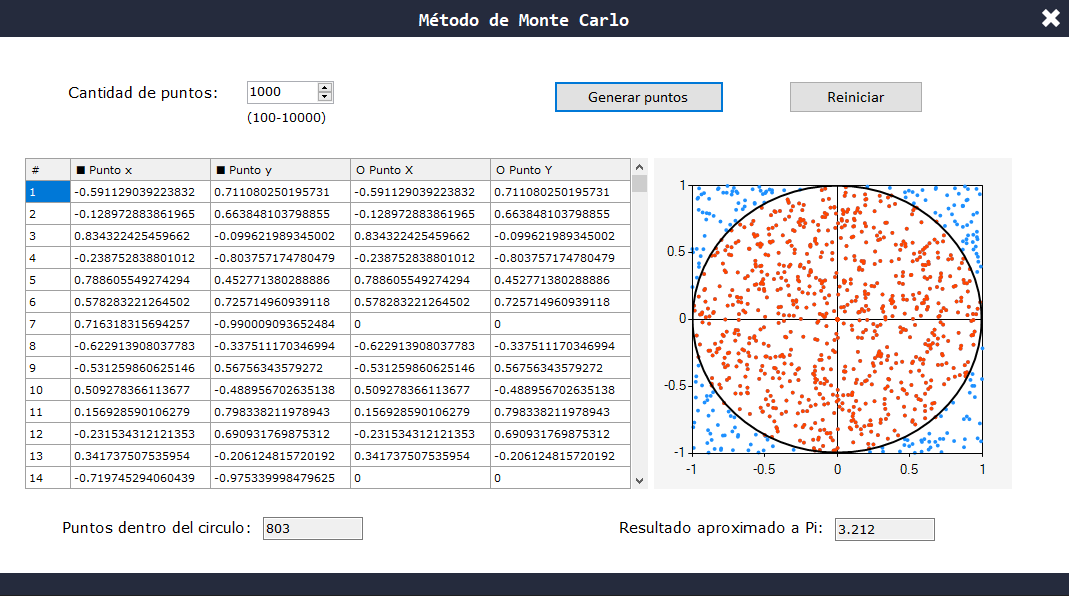 Método de Monte Carlo
Cantidad de puntos: 1000
(100-10000)
Generar puntos
Reiniciar
# ■ Punto x ■ Punto y O Punto X O Punto Y
1 -0.591129039223832 0.711080250195731 -0.591129039223832 0.711080250195731
2 -0.128972883861965 0.663848103798855 -0.128972883861965 0.663848103798855
3 0.834322425459662 -0.099621989345002 0.834322425459662 -0.099621989345002
4 -0.238752838801012 -0.803757174780479 -0.238752838801012 -0.803757174780479
5 0.788605549274294 0.452771380288886 0.788605549274294 0.452771380288886
6 0.578283221264502 0.725714960939118 0.578283221264502 0.725714960939118
7 0.716318315694257 -0.990009093652484 0 0
8 -0.622913908037783 -0.337511170346994 -0.622913908037783 -0.337511170346994
9 -0.531259860625146 0.56756343579272 -0.531259860625146 0.56756343579272
10 0.509278366113677 -0.488956702635138 0.509278366113677 -0.488956702635138
11 0.156928590106279 0.798338211978943 0.156928590106279 0.798338211978943
12 -0.231534312121353 0.690931769875312 -0.231534312121353 0.690931769875312
13 0.341737507535954 -0.206124815720192 0.341737507535954 -0.206124815720192
14 -0.719745294060439 -0.975339998479625 0 0
1
0.5
0
-0.5
-1
-1 -0.5 0 0.5 1
Puntos dentro del circulo: 803
Resultado aproximado a Pi: 3.212